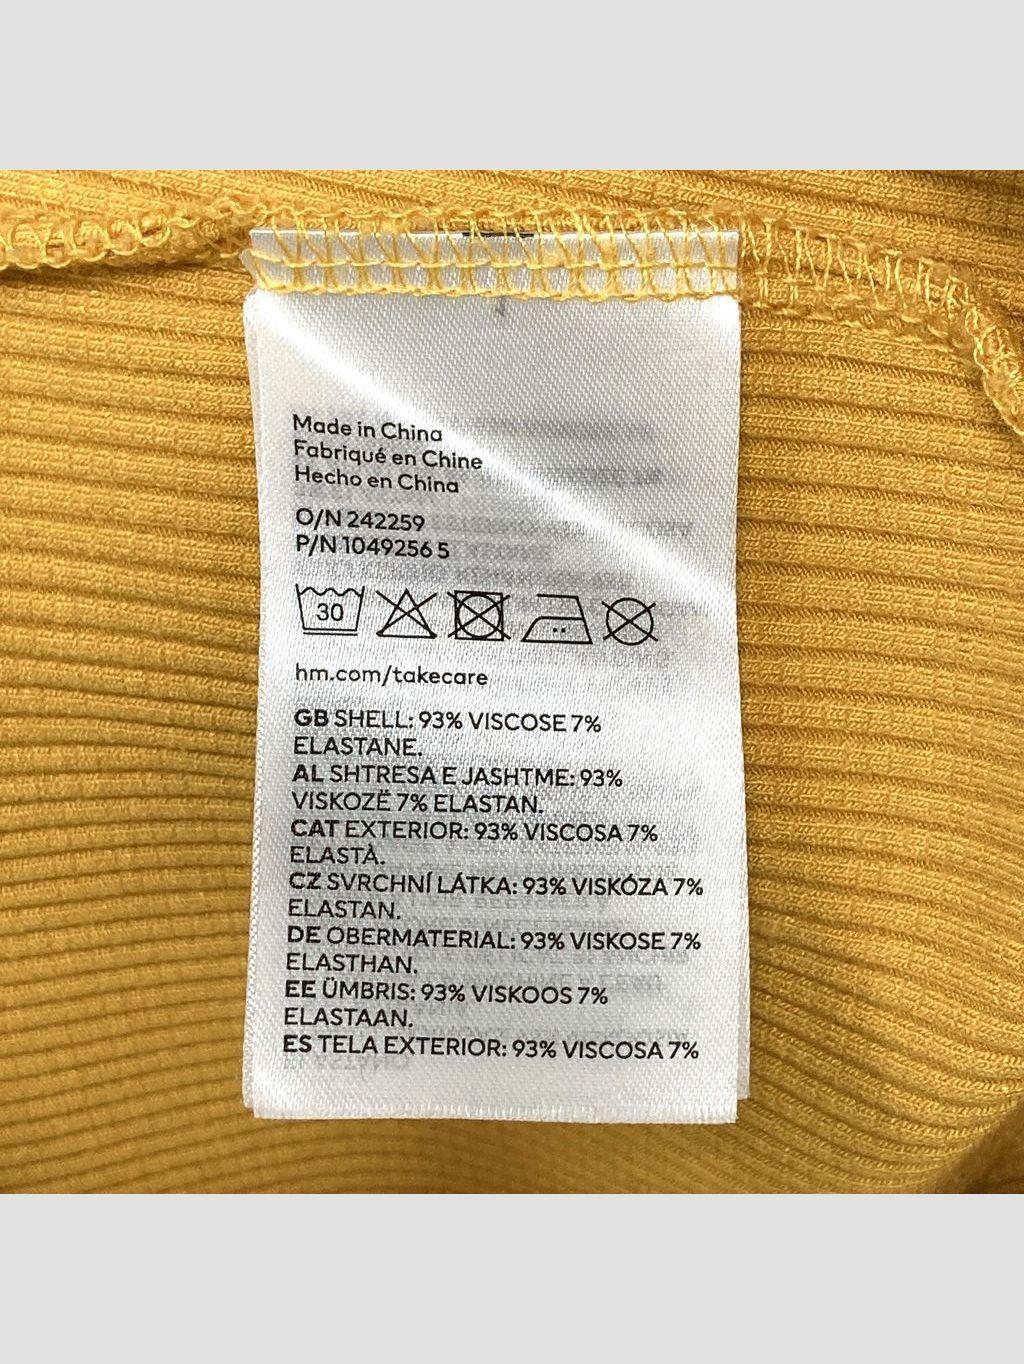 Made in China
Fabriqué en Chine
Hecho en China
O/N 242259
P/N 1049256 5
30
hm.com/takecare
GB SHELL: 93% VISCOSE 7%
ELASTANE.
AL SHTRESA E JASHTME: 93%
VISKOZË 7% ELASTAN.
CAT EXTERIOR: 93% VISCOSA 7%
ELASTÀ.
CZ SVRCHNÍ LÁTKA: 93% VISKÓZA 7%
ELASTAN.
DE OBERMATERIAL: 93% VISKOSE 7%
ELASTHAN.
EE ÜMBRIS: 93% VISKOOS 7%
ELASTAAN.
ES TELA EXTERIOR: 93% VISCOSA 7%